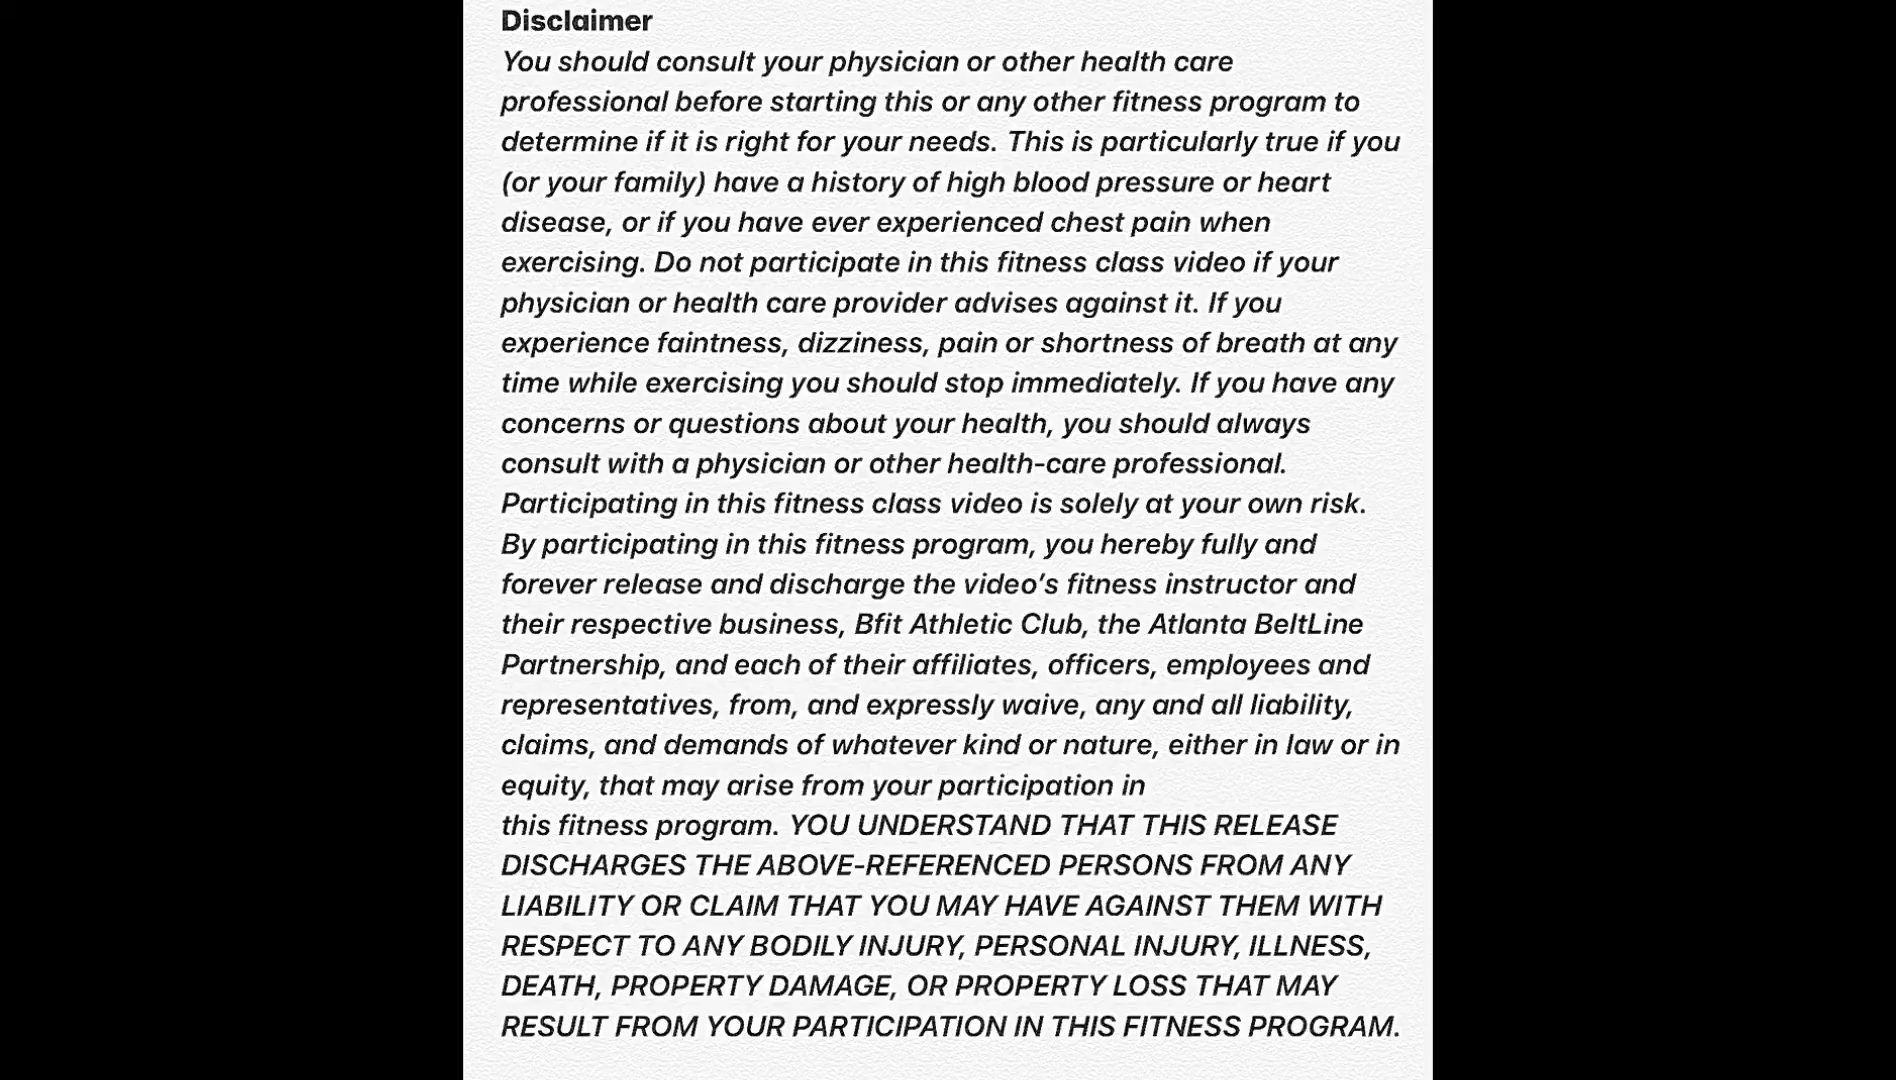 Disclaimer
You should consult your physician or other health care
professional before starting this or any other fitness program to
determine if it is right for your needs. This is particularly true if you
(or your family) have a history of high blood pressure or heart
disease, or if you have ever experienced chest pain when
exercising. Do not participate in this fitness class video if your
physician or health care provider advises against it. If you
experience faintness, dizziness, pain or shortness of breath at any
time while exercising you should stop immediately. If you have any
concerns or questions about your health, you should always
consult with a physician or other health-care professional.
Participating in this fitness class video is solely at your own risk.
By participating in this fitness program, you hereby fully and
forever release and discharge the video’s fitness instructor and
their respective business, Bfit Athletic Club, the Atlanta BeltLine
Partnership, and each of their affiliates, officers, employees and
representatives, from, and expressly waive, any and all liability,
claims, and demands of whatever kind or nature, either in law or in
equity, that may arise from your participation in
this fitness program. YOU UNDERSTAND THAT THIS RELEASE
DISCHARGES THE ABOVE-REFERENCED PERSONS FROM ANY
LIABILITY OR CLAIM THAT YOU MAY HAVE AGAINST THEM WITH
RESPECT TO ANY BODILY INJURY, PERSONAL INJURY, ILLNESS,
DEATH, PROPERTY DAMAGE, OR PROPERTY LOSS THAT MAY
RESULT FROM YOUR PARTICIPATION IN THIS FITNESS PROGRAM.